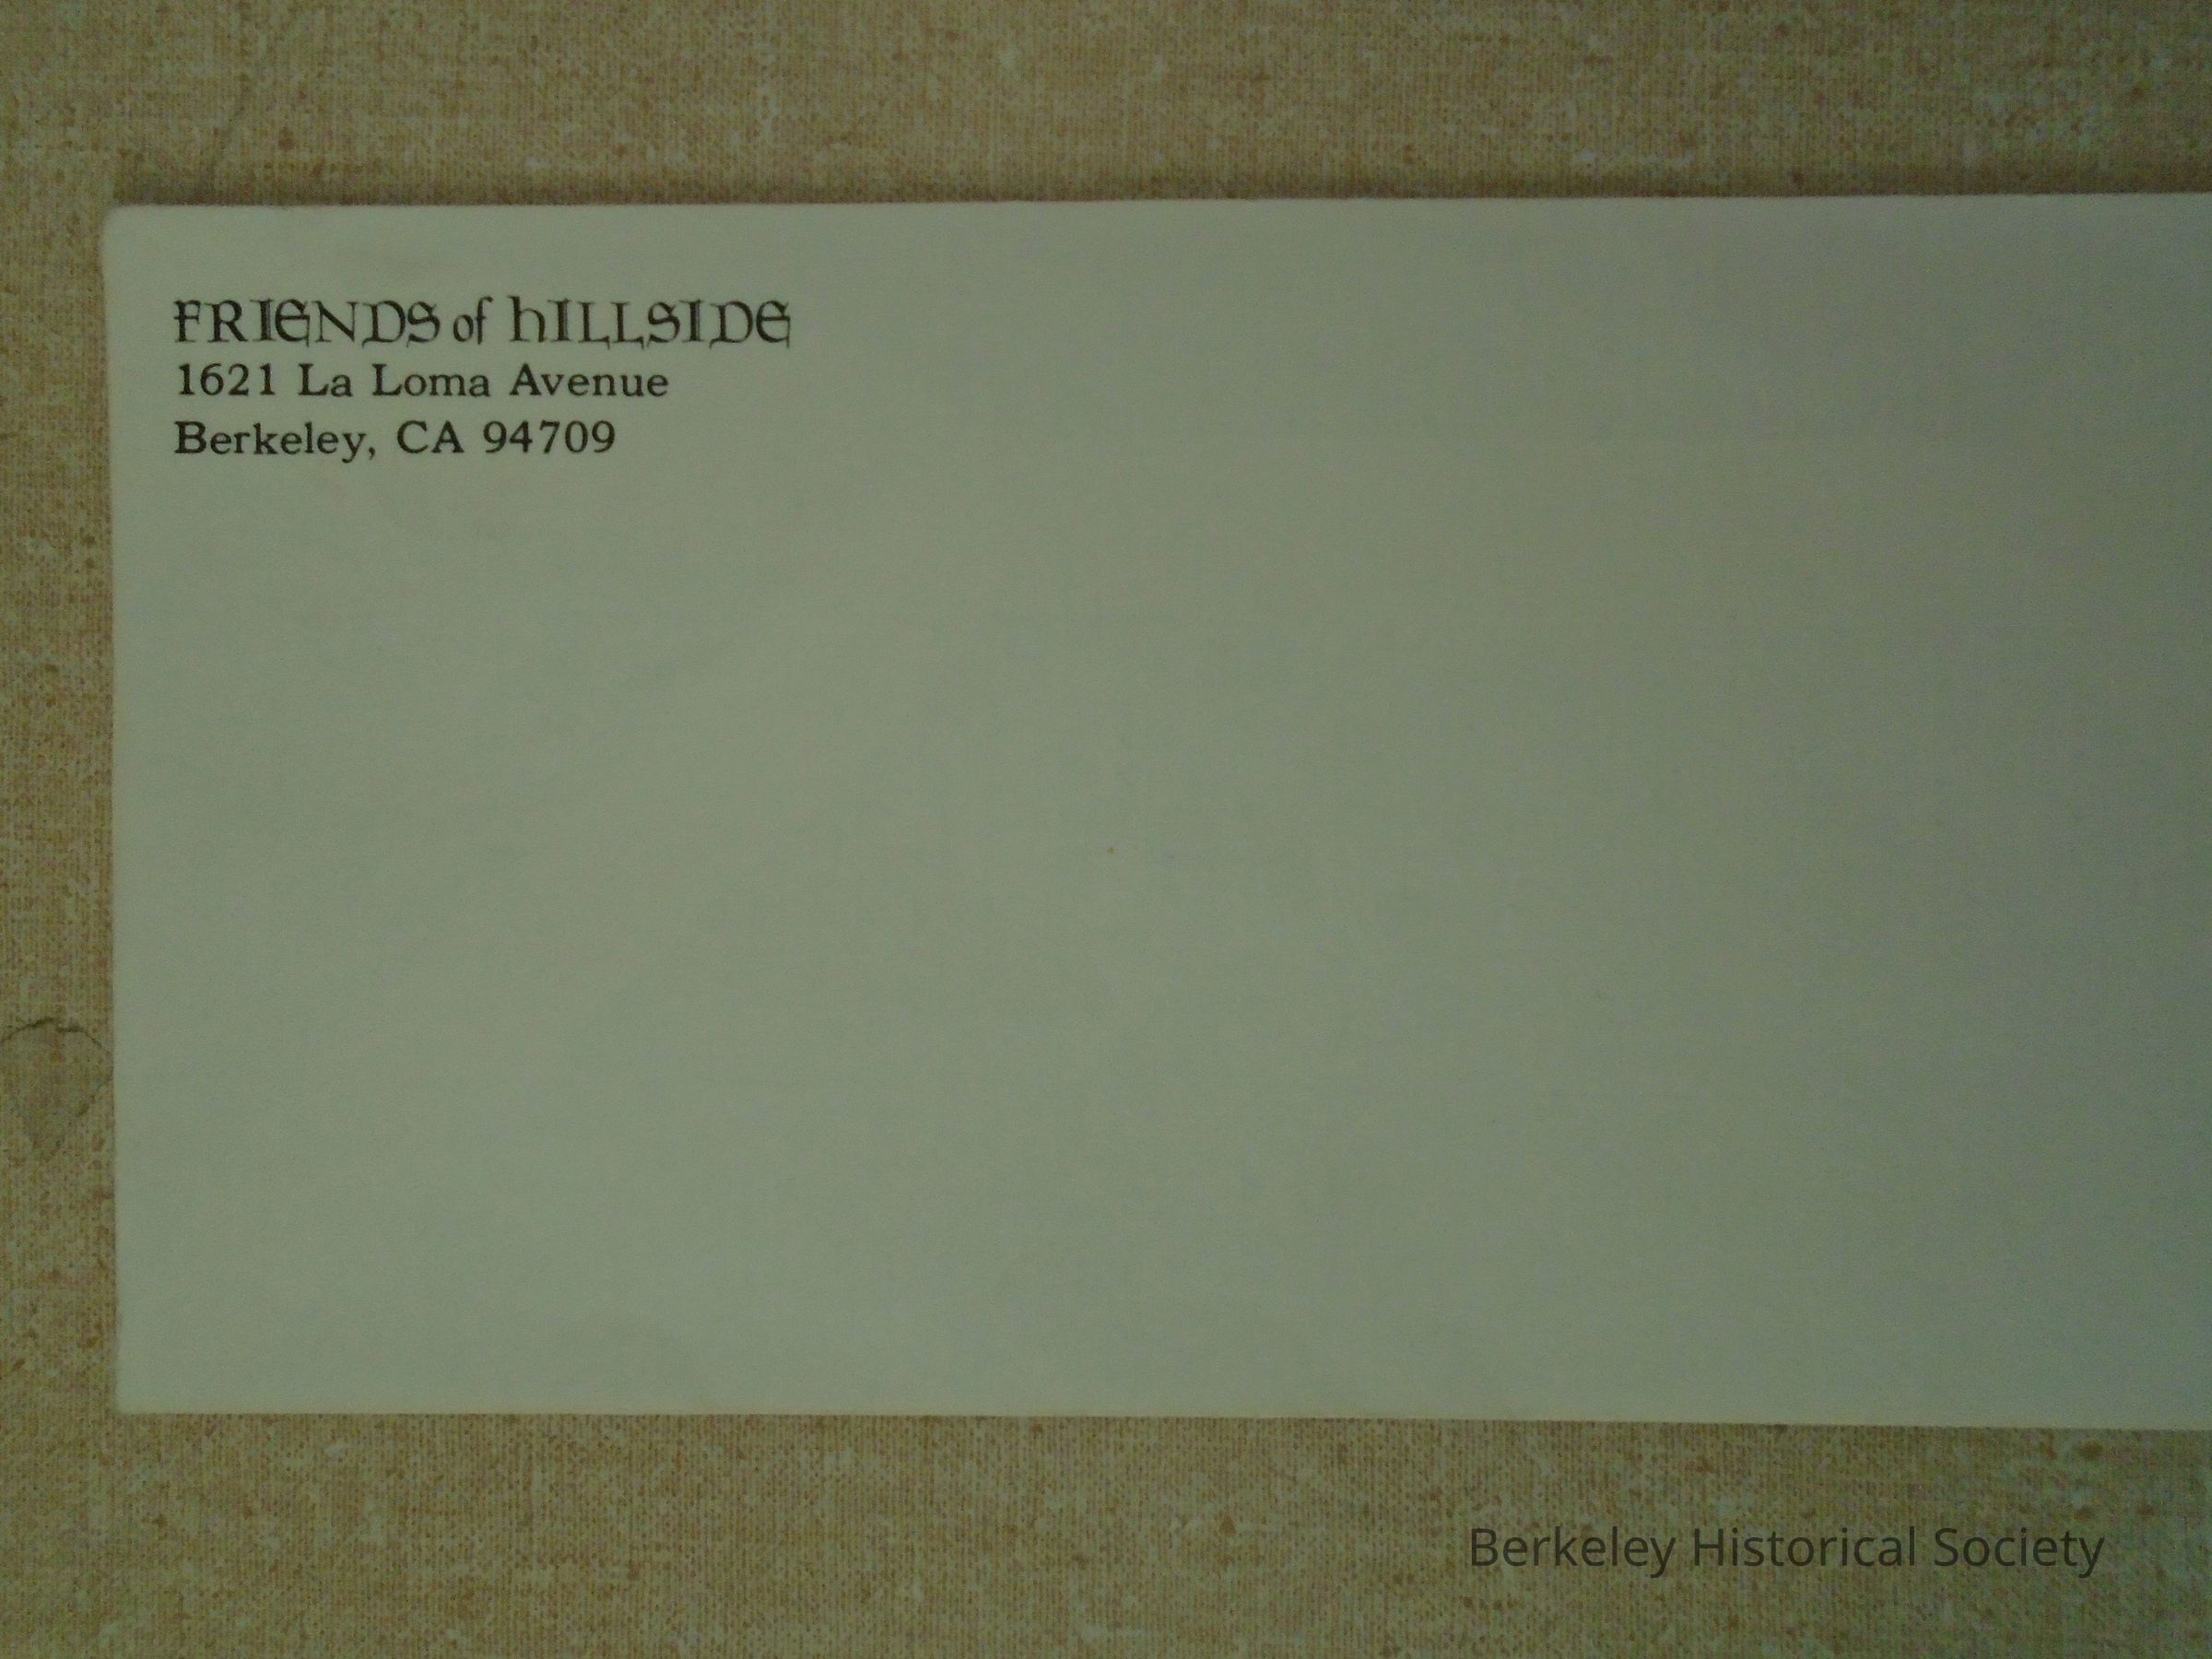 FRIENDS of hILLSIDE
1621 La Loma Avenue
Berkeley, CA 94709
Berkeley Historical Society